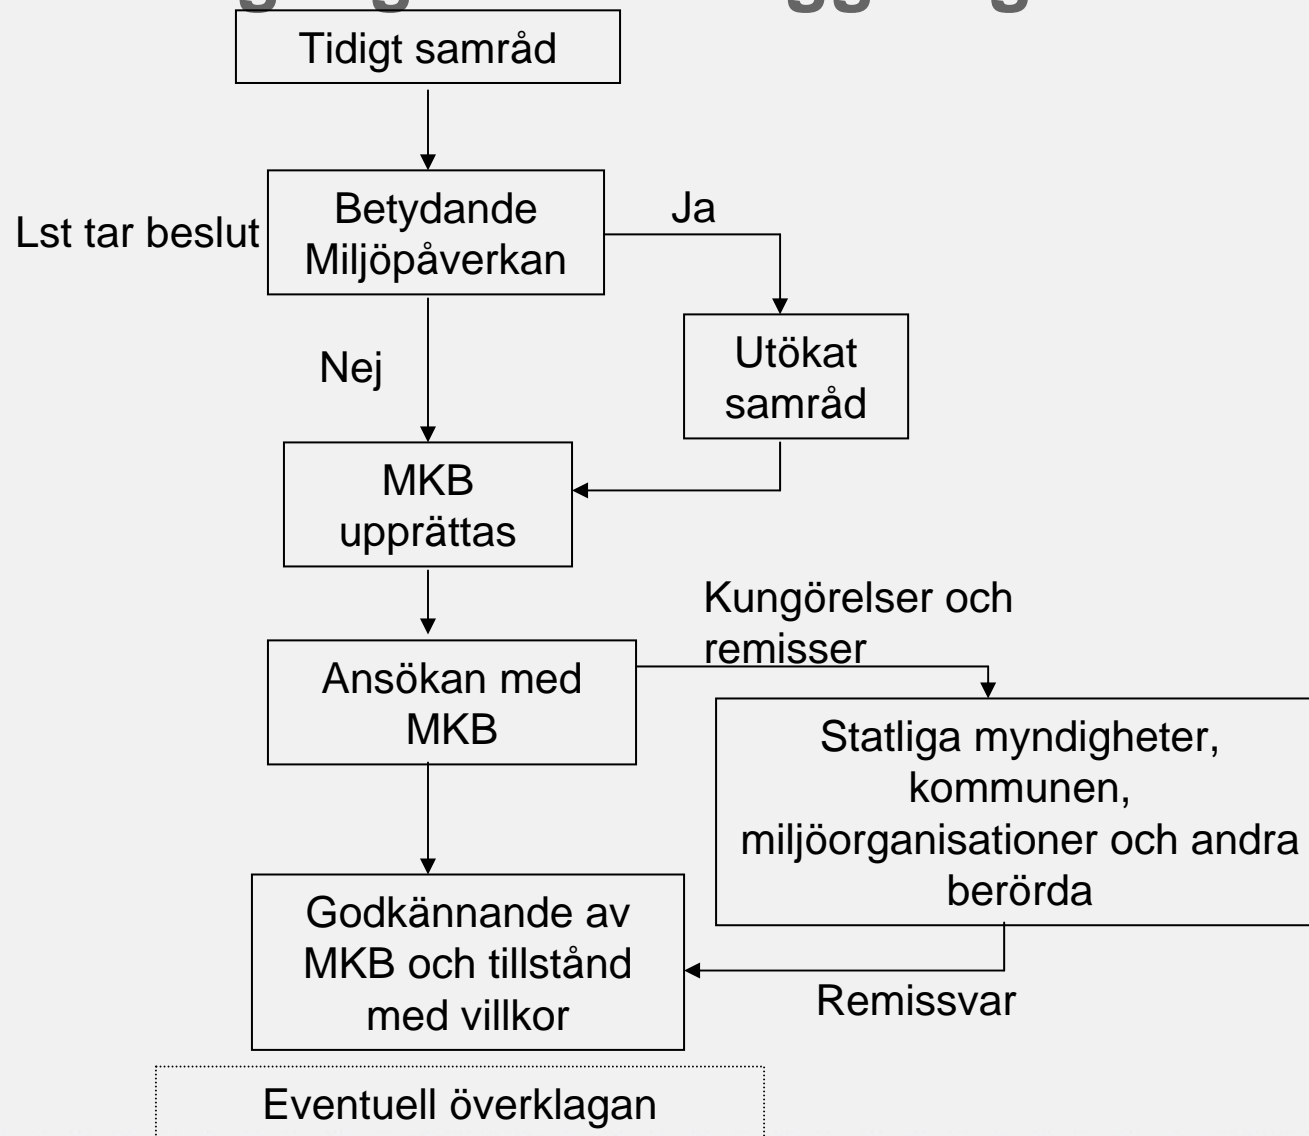 Tidigt samråd
Lst tar beslut
Betydande
Miljöpåverkan
Ja
Nej
Utökat
samråd
MKB
upprättas
Kungörelser och
remisser
Ansökan med
MKB
Statliga myndigheter,
kommunen,
miljöorganisationer och andra
berörda
Godkännande av
MKB och tillstånd
med villkor
Remissvar
Eventuell överklagan